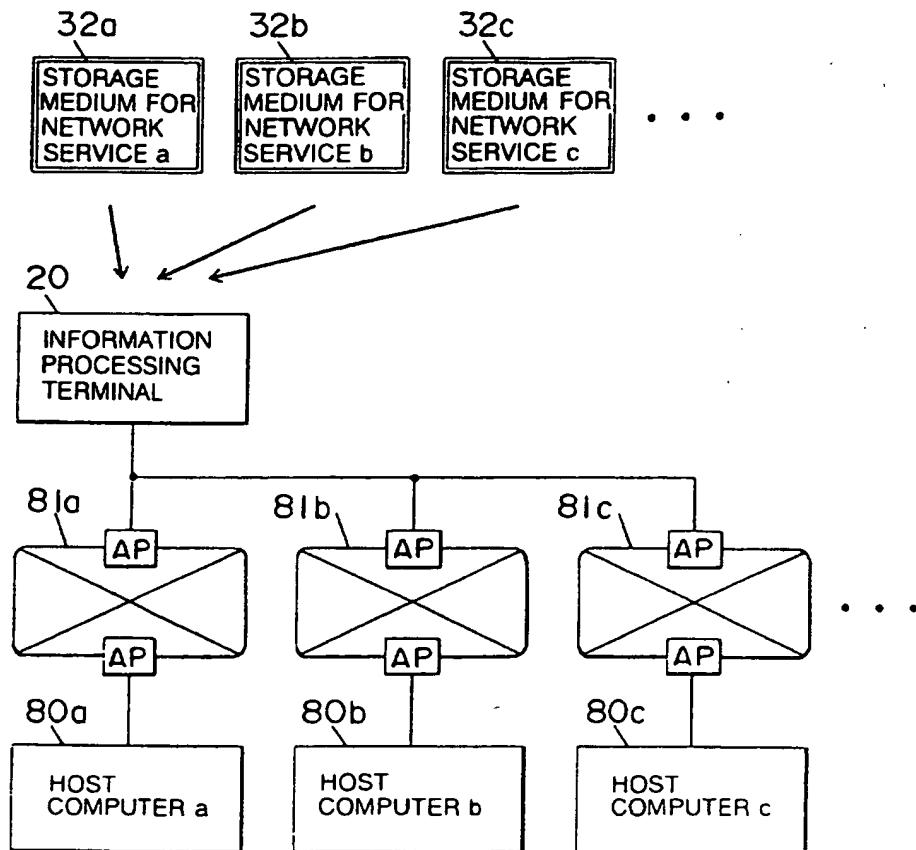 32a 32b 32c
STORAGE
MEDIUM FOR
NETWORK
SERVICE a
STORAGE
MEDIUM FOR
NETWORK
SERVICE b
STORAGE
MEDIUM FOR
NETWORK
SERVICE c
20
INFORMATION
PROCESSING
TERMINAL
81a 81b 81c
AP AP AP
AP AP AP
80a 80b 80c
HOST
COMPUTER a
HOST
COMPUTER b
HOST
COMPUTER c